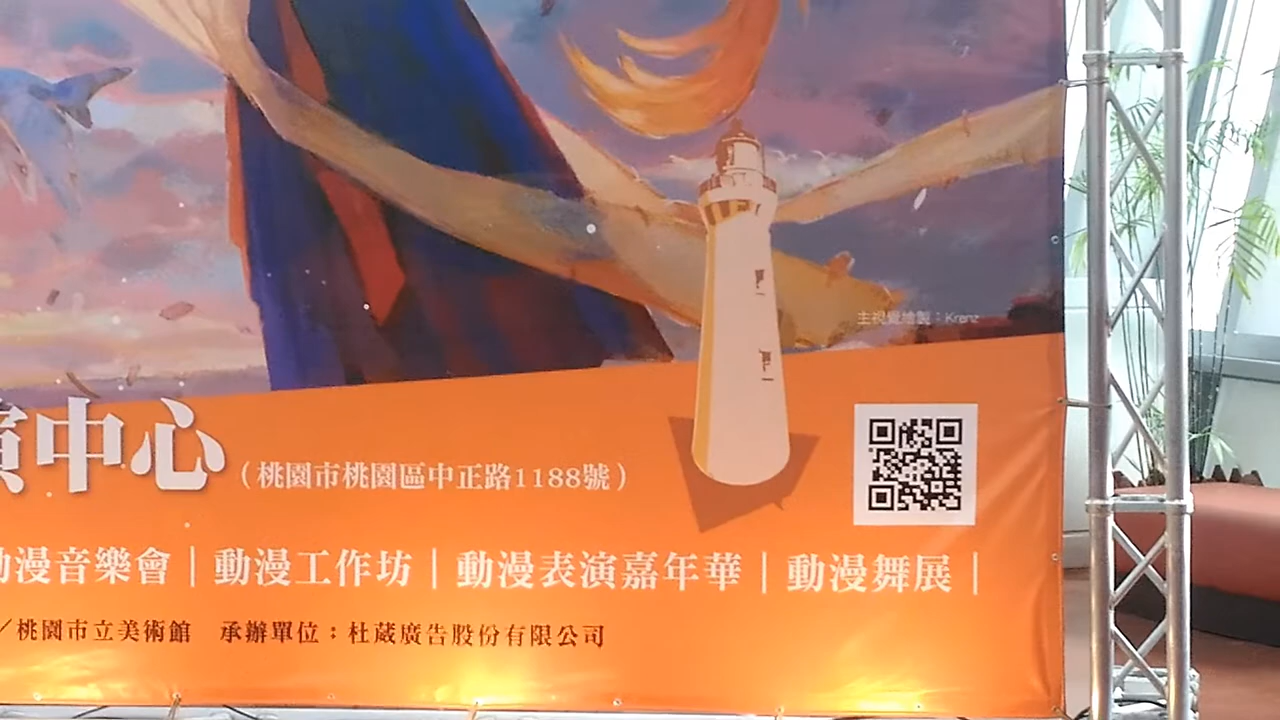 主視覺繪製：Krenz
演中心（桃園市桃園區中正路1188號）
動漫音樂會｜動漫工作坊｜動漫表演嘉年華｜動漫舞展｜
／桃園市立美術館　承辦單位：杜葳廣告股份有限公司